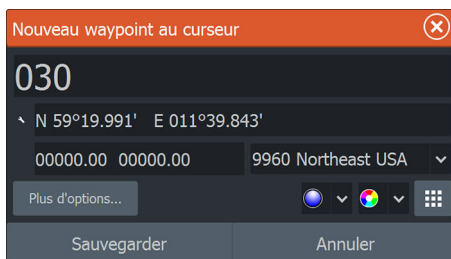 Nouveau waypoint au curseur
030
N 59°19.991' E 011°39.843'
00000.00 00000.00 9960 Northeast USA
Plus d'options...
Sauvegarder Annuler